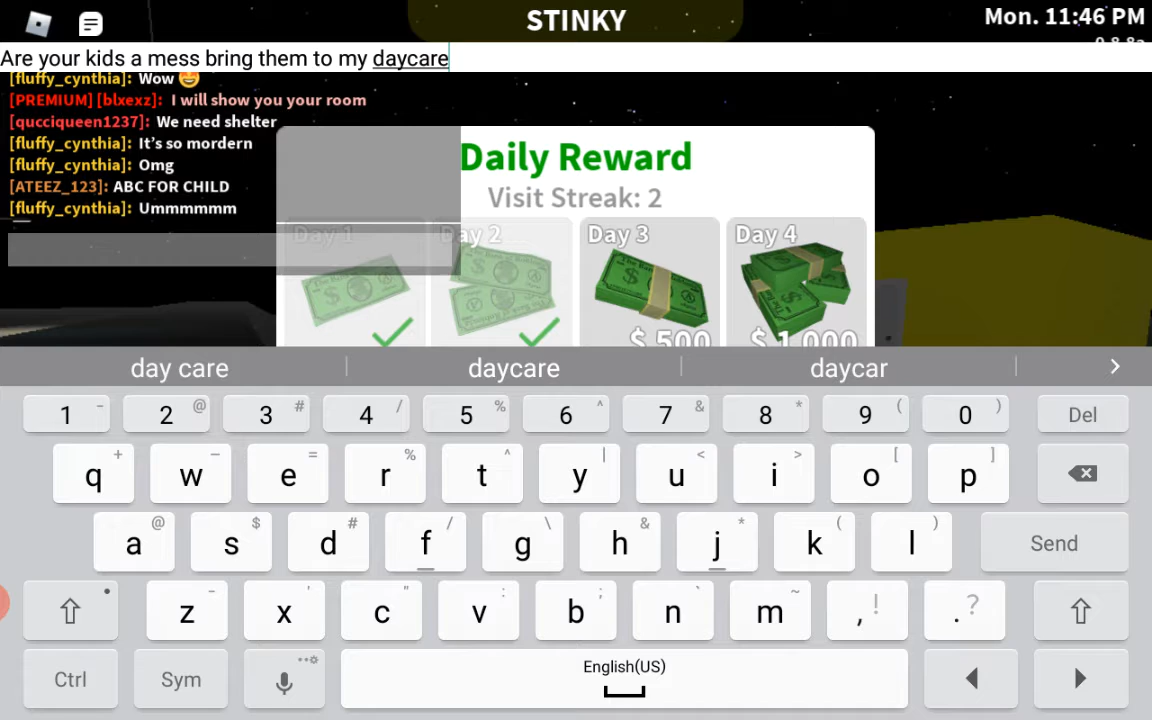 STINKY
Mon. 11:46 PM
0.8.8a
Are your kids a mess bring them to my daycare
[fluffy_cynthia]: Wow 🤩
[PREMIUM] [blxexz]: I will show you your room
[qucciqueen1237]: We need shelter
[fluffy_cynthia]: It's so mordern
[fluffy_cynthia]: Omg
[ATEEZ_123]: ABC FOR CHILD
[fluffy_cynthia]: Ummmmmm
Daily Reward
Visit Streak: 2
Day 1 Day 2 Day 3 Day 4
$ 500 $ 1,000
day care daycare daycar >
1 - 2 @ 3 # 4 / 5 % 6 ^ 7 & 8 * 9 ( 0 ) Del
q + w - e = r % t ^ y | u < i > o [ p ]
a @ s $ d # f / g \ h & j * k ( l ) Send
z - x ' c " v : b ; n ` m ~ , ! . ?
Ctrl Sym English(US)